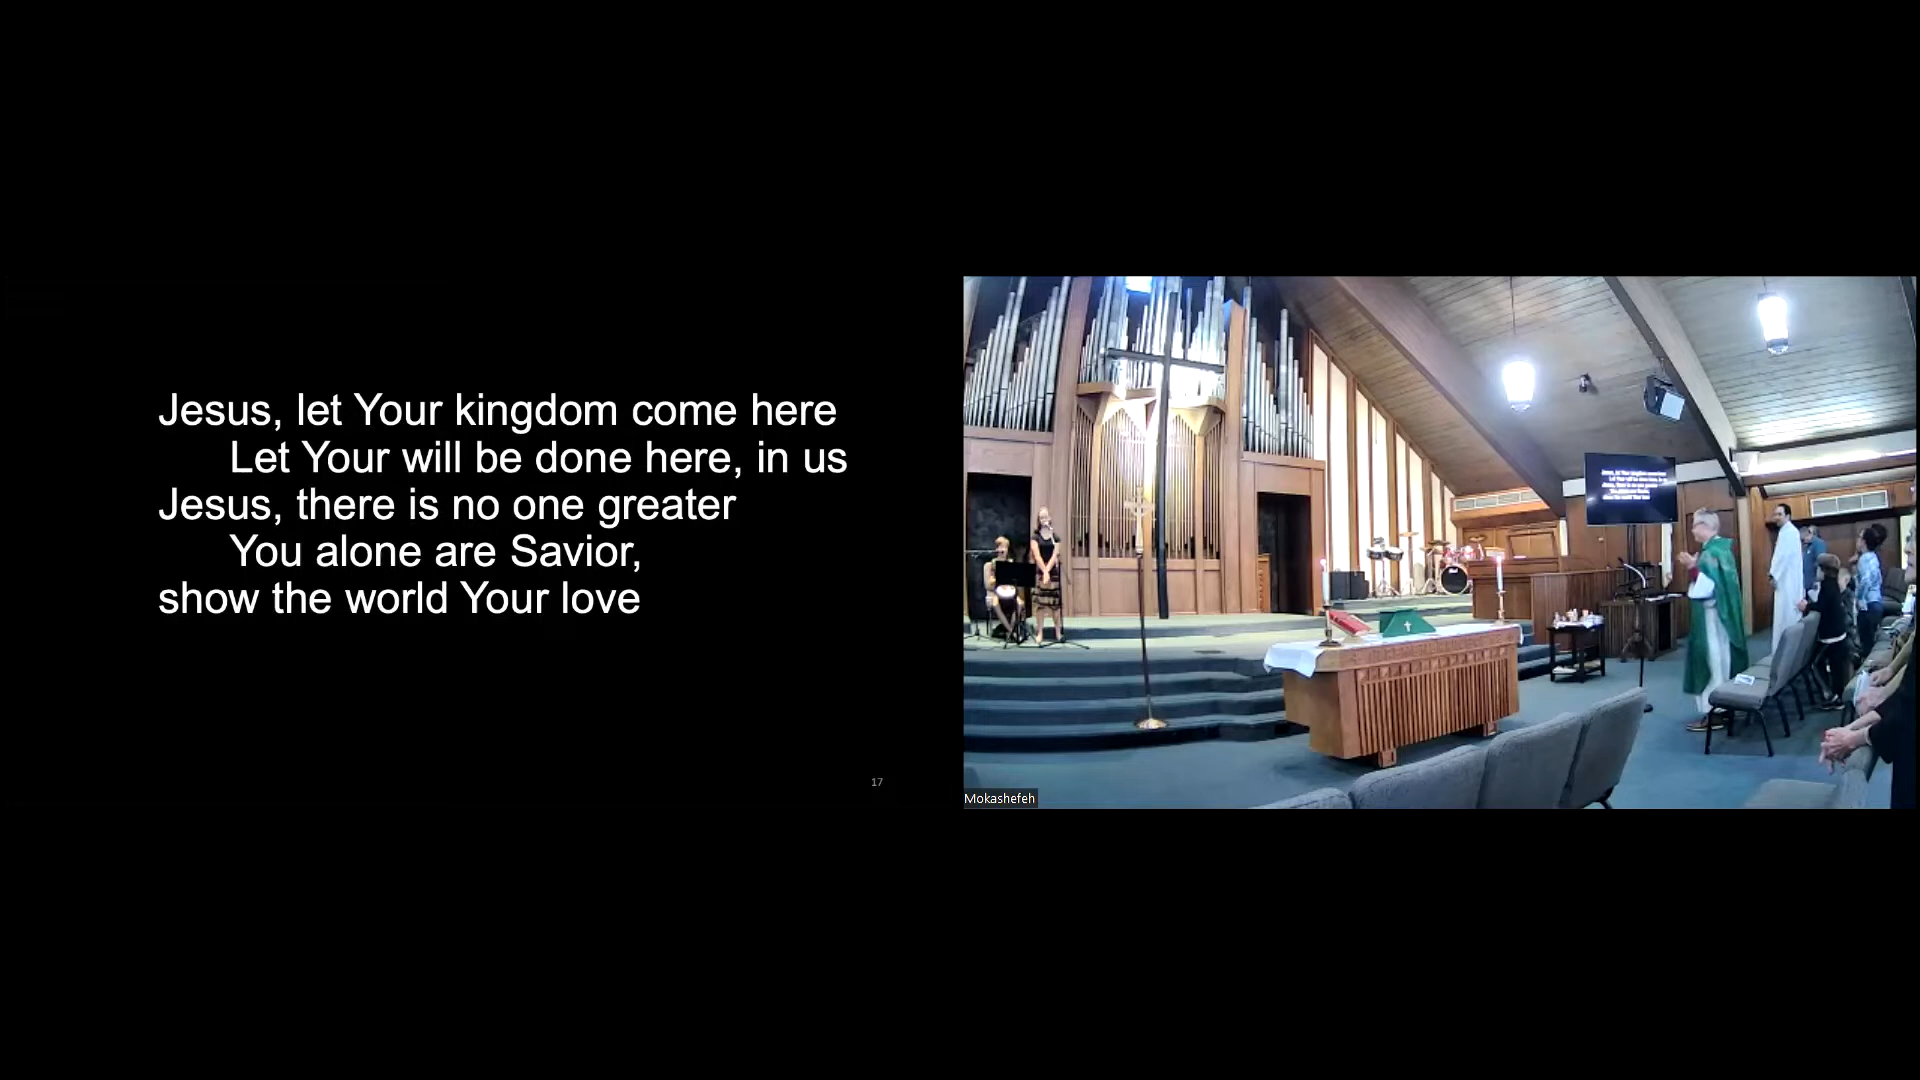 Jesus, let Your kingdom come here
Let Your will be done here, in us
Jesus, there is no one greater
You alone are Savior,
show the world Your love
17
Mokashefeh